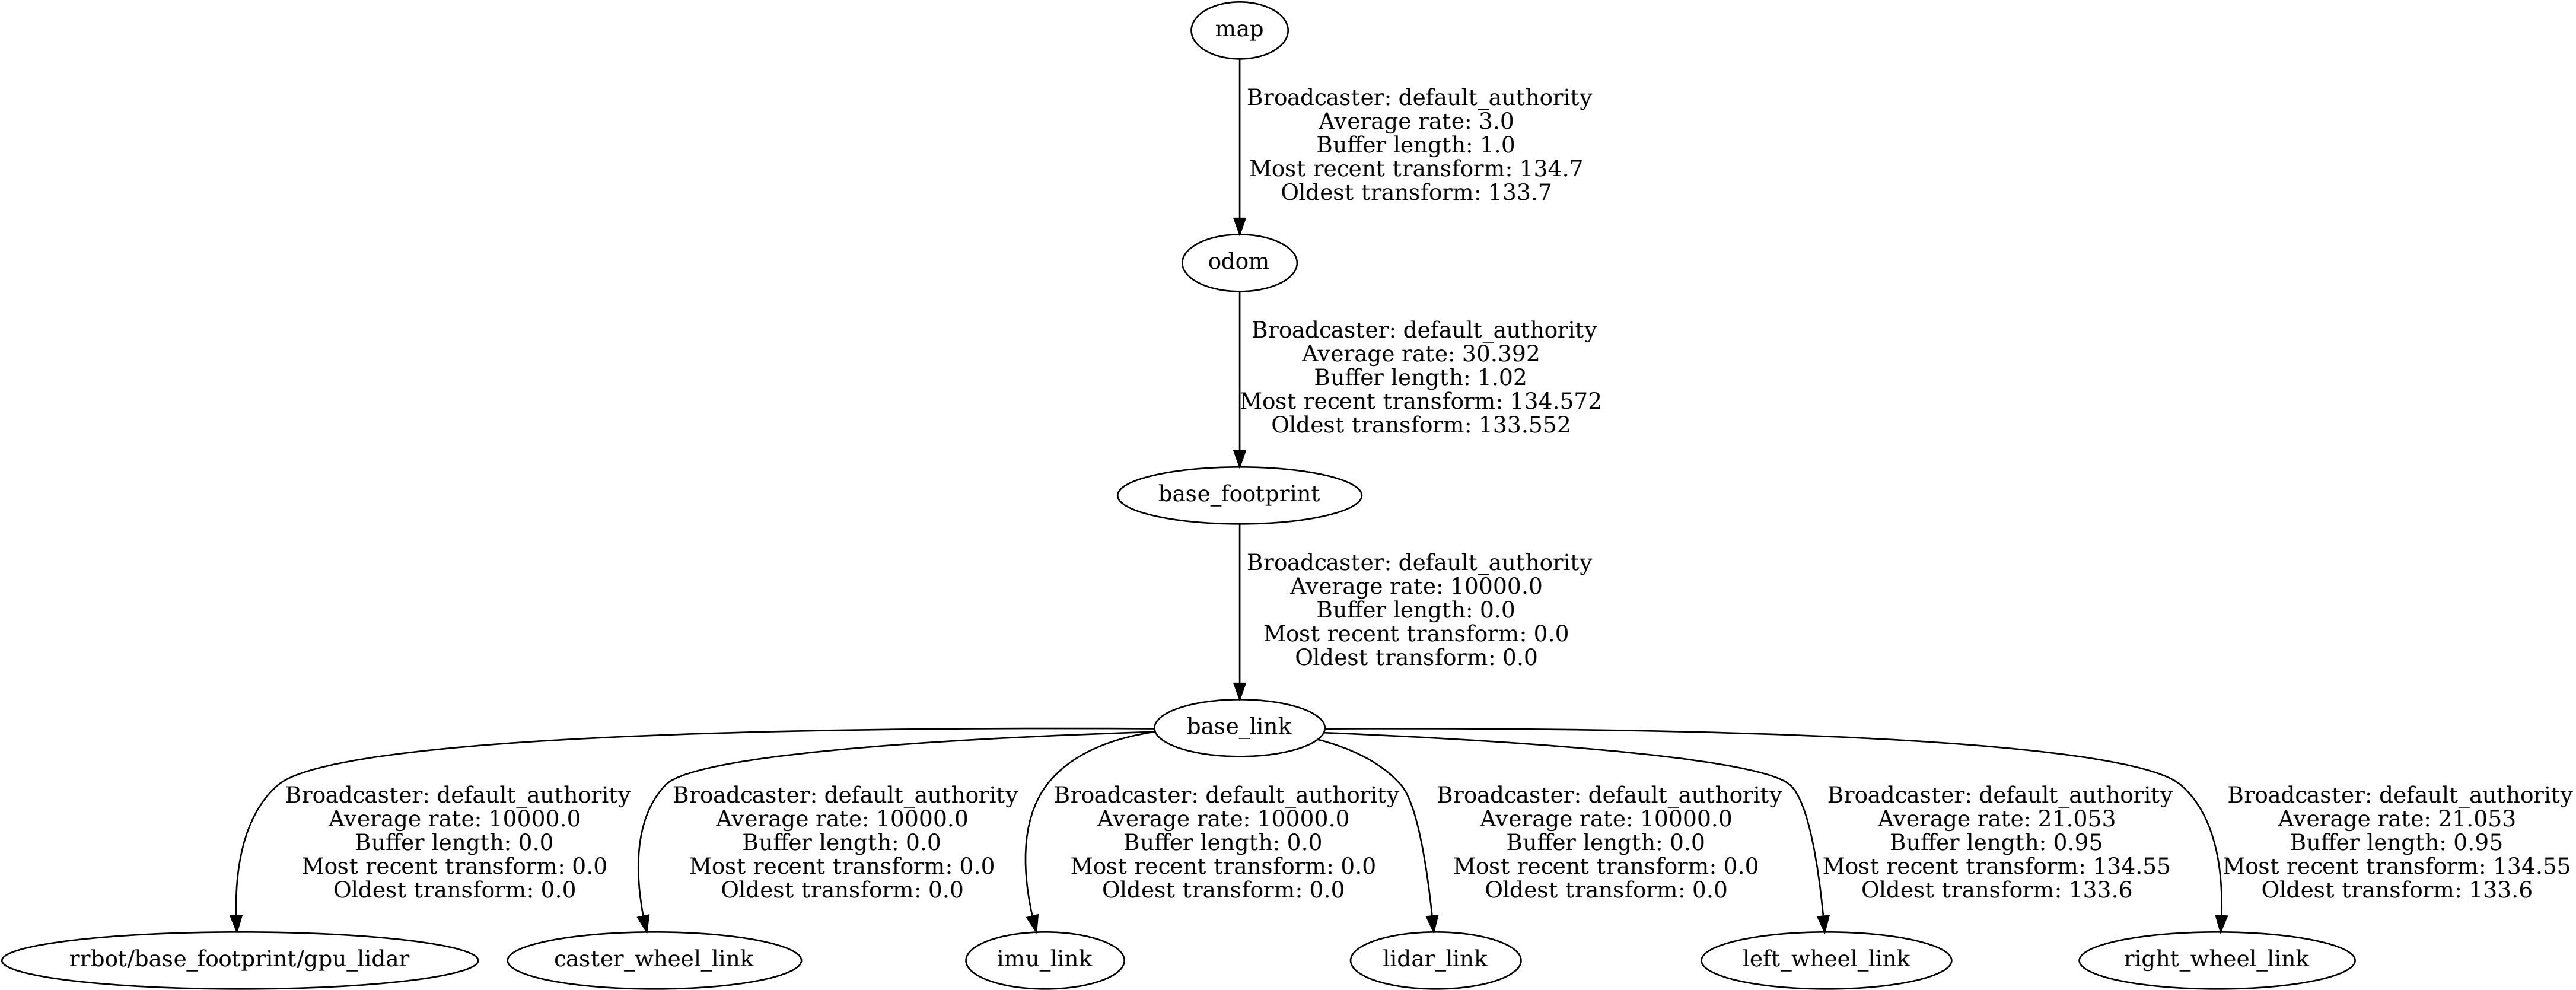 map
Broadcaster: default_authority
Average rate: 3.0
Buffer length: 1.0
Most recent transform: 134.7
Oldest transform: 133.7
odom
Broadcaster: default_authority
Average rate: 30.392
Buffer length: 1.02
Most recent transform: 134.572
Oldest transform: 133.552
base_footprint
Broadcaster: default_authority
Average rate: 10000.0
Buffer length: 0.0
Most recent transform: 0.0
Oldest transform: 0.0
base_link
Broadcaster: default_authority
Average rate: 10000.0
Buffer length: 0.0
Most recent transform: 0.0
Oldest transform: 0.0
Broadcaster: default_authority
Average rate: 10000.0
Buffer length: 0.0
Most recent transform: 0.0
Oldest transform: 0.0
Broadcaster: default_authority
Average rate: 10000.0
Buffer length: 0.0
Most recent transform: 0.0
Oldest transform: 0.0
Broadcaster: default_authority
Average rate: 10000.0
Buffer length: 0.0
Most recent transform: 0.0
Oldest transform: 0.0
Broadcaster: default_authority
Average rate: 21.053
Buffer length: 0.95
Most recent transform: 134.55
Oldest transform: 133.6
Broadcaster: default_authority
Average rate: 21.053
Buffer length: 0.95
Most recent transform: 134.55
Oldest transform: 133.6
rrbot/base_footprint/gpu_lidar
caster_wheel_link
imu_link
lidar_link
left_wheel_link
right_wheel_link